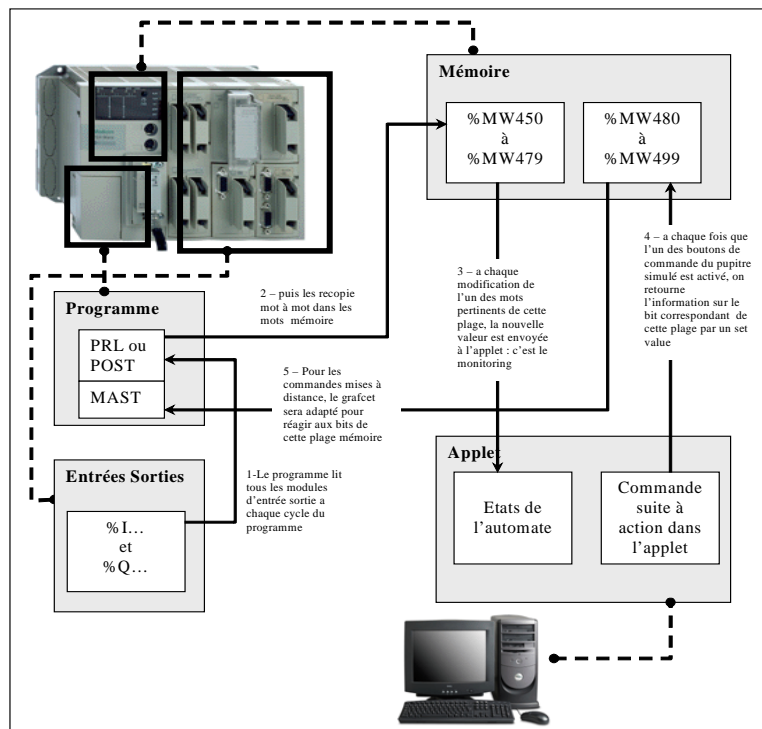 Mémoire
%MW450
à
%MW479
%MW480
à
%MW499
2 – puis les recopie
mot à mot dans les
mots mémoire
3 – a chaque
modification de
l'un des mots
pertinents de cette
plage, la nouvelle
valeur est envoyée
à l'applet : c'est le
monitoring
4 – a chaque fois que
l'un des boutons de
commande du pupitre
simulé est activé, on
retourne
l'information sur le
bit correspondant de
cette plage par un set
value
Programme
PRL ou
POST
MAST
5 – Pour les
commandes mises à
distance, le grafcet
sera adapté pour
réagir aux bits de
cette plage mémoire
Entrées Sorties
%I…
et
%Q…
1-Le programme lit
tous les modules
d'entrée sortie a
chaque cycle du
programme
Applet
Etats de
l'automate
Commande
suite à
action dans
l'applet